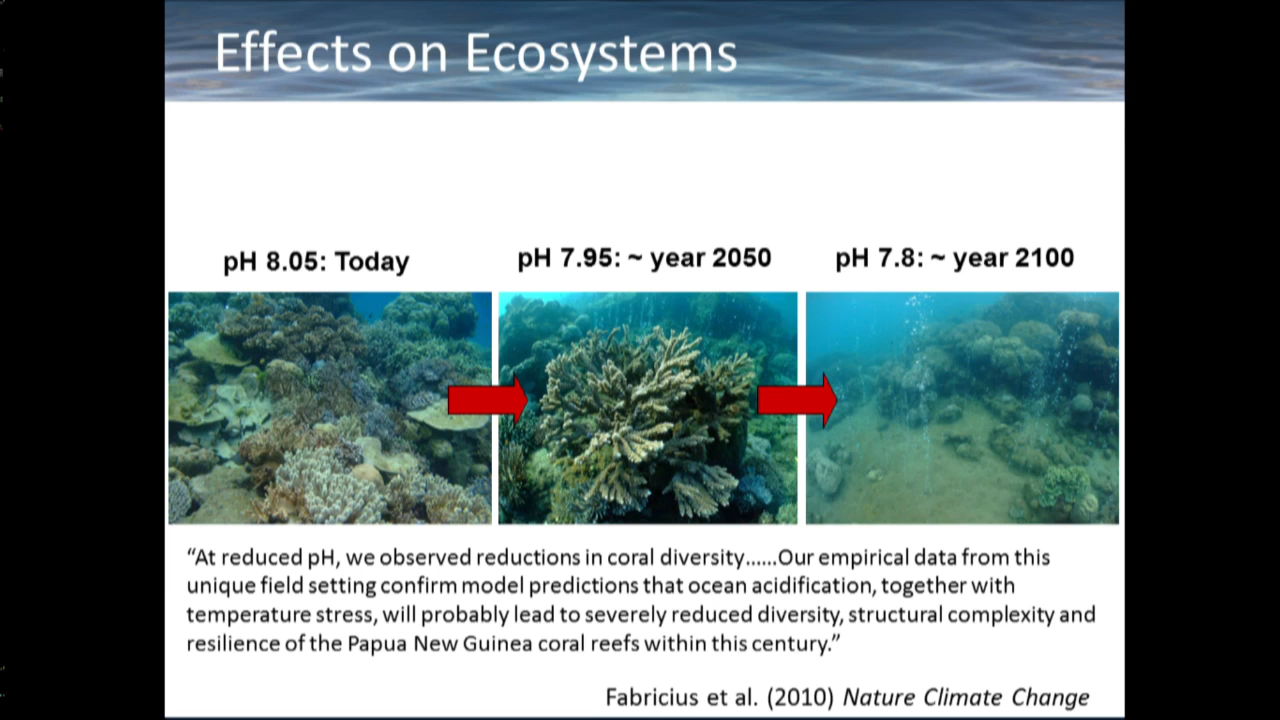 Effects on Ecosystems
pH 8.05: Today
pH 7.95: ~ year 2050
pH 7.8: ~ year 2100
“At reduced pH, we observed reductions in coral diversity......Our empirical data from this
unique field setting confirm model predictions that ocean acidification, together with
temperature stress, will probably lead to severely reduced diversity, structural complexity and
resilience of the Papua New Guinea coral reefs within this century.”
Fabricius et al. (2010) Nature Climate Change